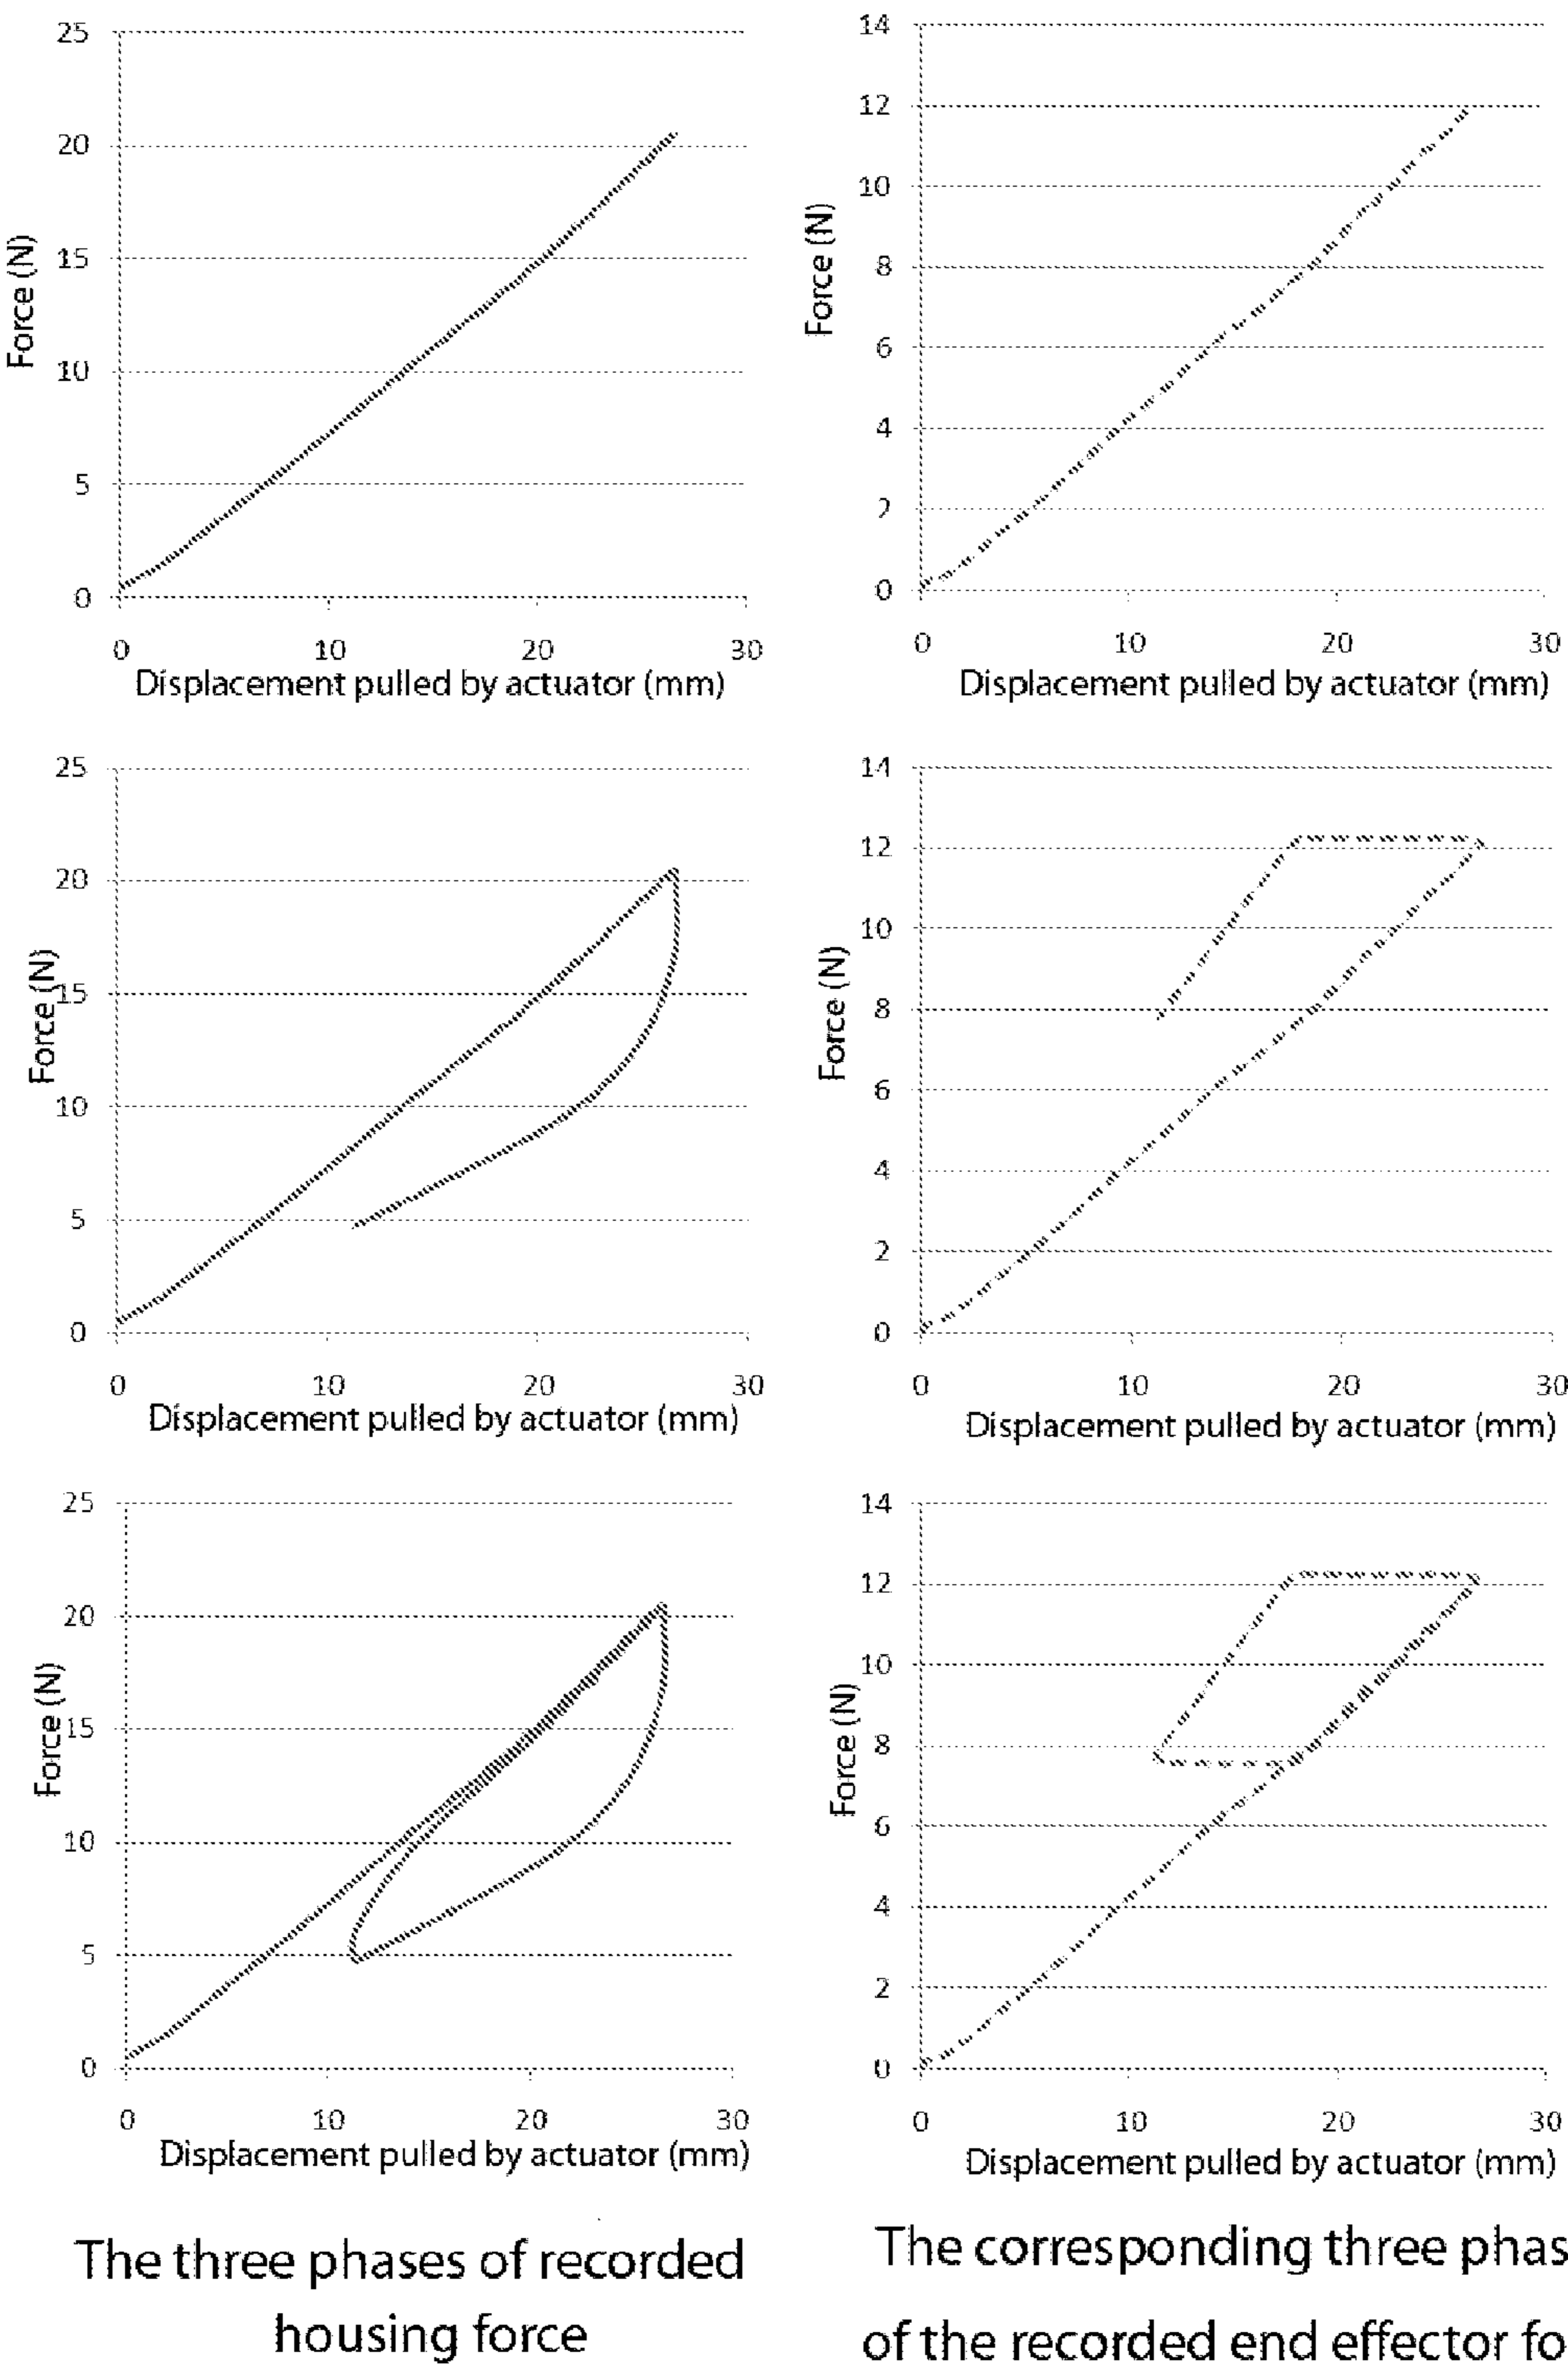 25
20
15
10
5
0
Force (N)
0 10 20 30
Displacement pulled by actuator (mm)
14
12
10
8
6
4
2
0
Force (N)
0 10 20 30
Displacement pulled by actuator (mm)
25
20
15
10
5
0
Force (N)
0 10 20 30
Displacement pulled by actuator (mm)
14
12
10
8
6
4
2
0
Force (N)
0 10 20 30
Displacement pulled by actuator (mm)
25
20
15
10
5
0
Force (N)
0 10 20 30
Displacement pulled by actuator (mm)
14
12
10
8
6
4
2
0
Force (N)
0 10 20 30
Displacement pulled by actuator (mm)
The three phases of recorded
housing force
The corresponding three phas
of the recorded end effector fo